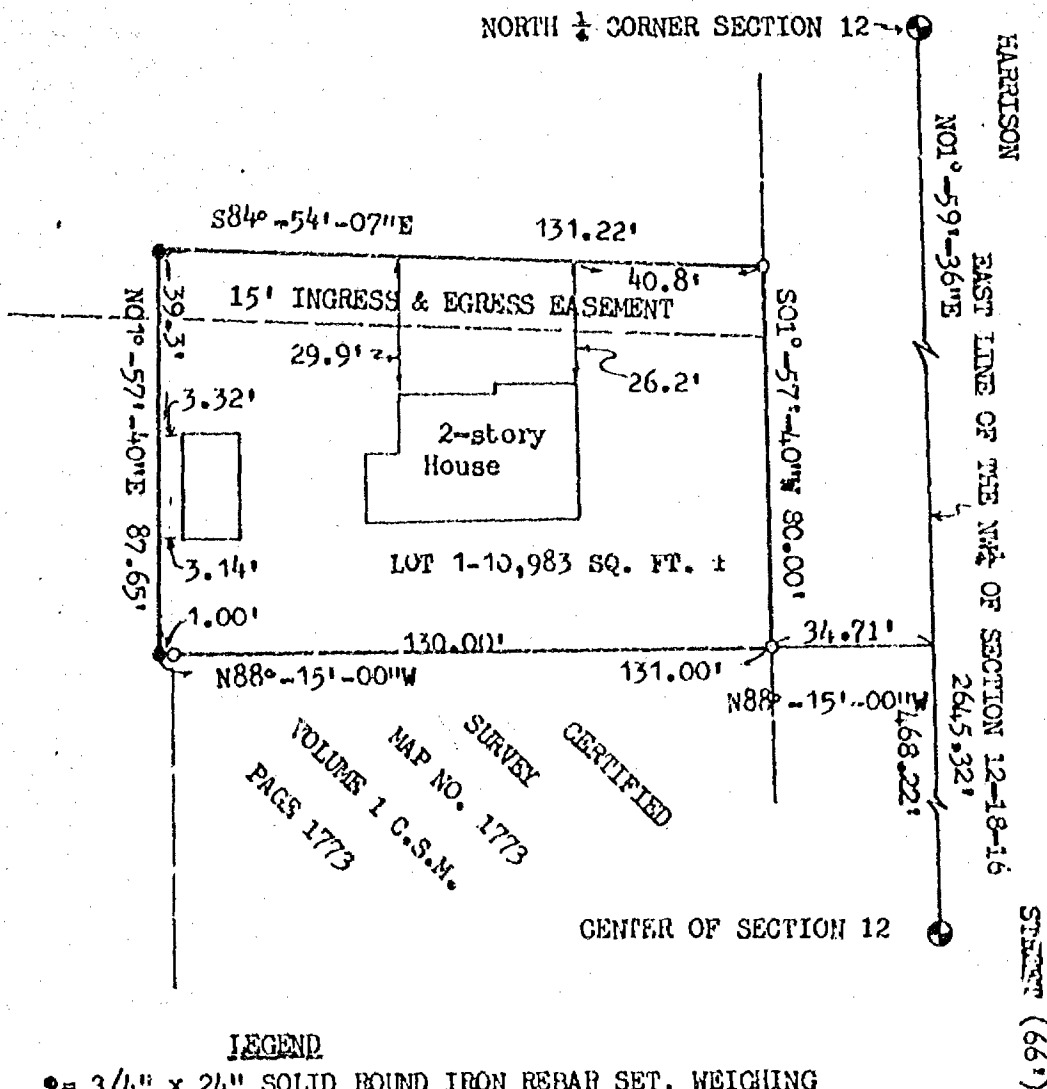 NORTH 1/4 CORNER SECTION 12
HARRISON
N01°-59'-36"E
EAST LINE OF THE NW¼ OF SECTION 12-18-16
2645.32'
S84°-54'-07"E
131.22'
40.8'
15' INGRESS & EGRESS EASEMENT
39.3'
N01°-57'-40"E 87.65'
S01°-57'-40"W 80.00'
29.9'
26.2'
3.32'
2-story
House
3.14'
LOT 1-10,983 SQ. FT. ±
1.00'
130.00'
34.71'
N88°-15'-00"W
131.00'
N88°-15'-00"W
468.22'
CERTIFIED
SURVEY
MAP NO. 1773
VOLUME 1 C.S.M.
PAGE 1773
CENTER OF SECTION 12
STREET (66')
LEGEND
= 3/4" x 24" SOLID ROUND IRON REBAR SET, WEIGHING